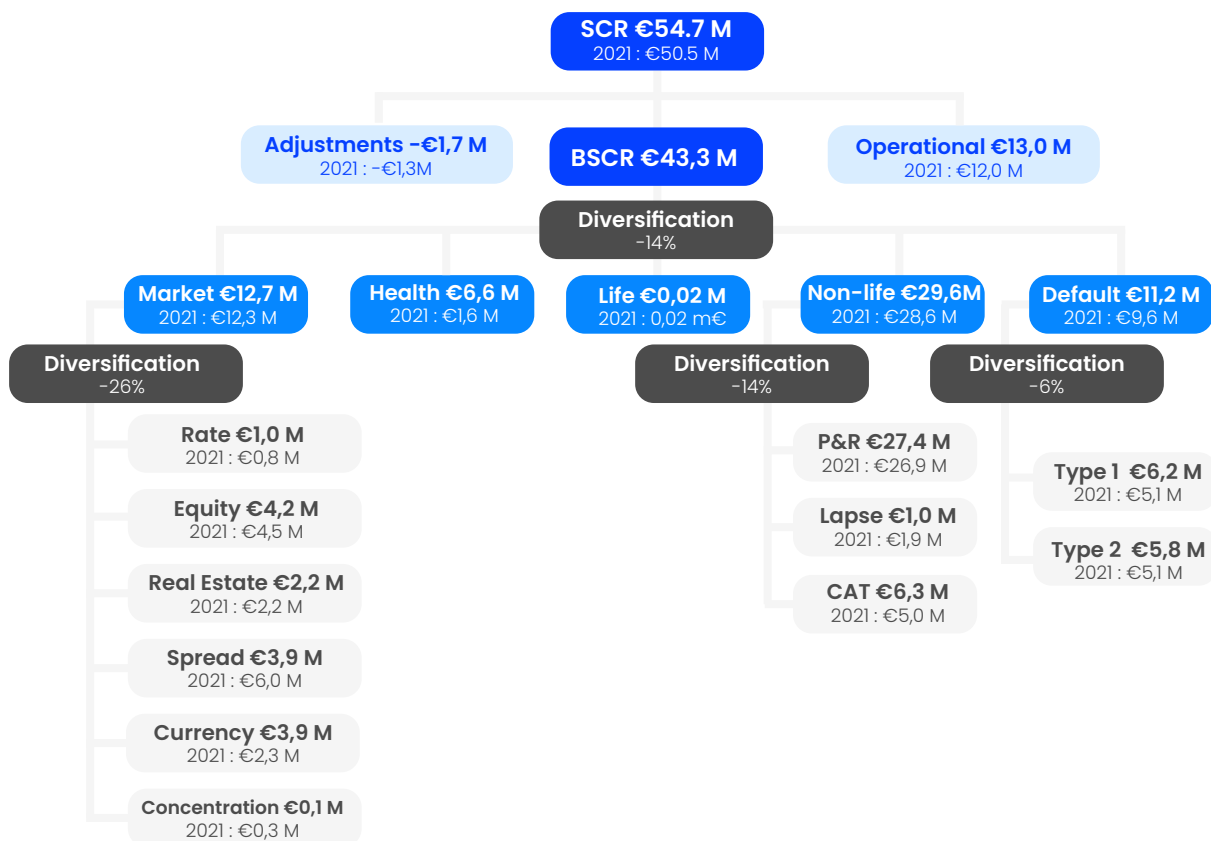 SCR €54.7 M
2021 : €50.5 M
Adjustments -€1,7 M
2021 : -€1,3M
BSCR €43,3 M
Operational €13,0 M
2021 : €12,0 M
Diversification
-14%
Market €12,7 M
2021 : €12,3 M
Health €6,6 M
2021 : €1,6 M
Life €0,02 M
2021 : 0,02 m€
Non-life €29,6M
2021 : €28,6 M
Default €11,2 M
2021 : €9,6 M
Diversification
-26%
Rate €1,0 M
2021 : €0,8 M
Equity €4,2 M
2021 : €4,5 M
Real Estate €2,2 M
2021 : €2,2 M
Spread €3,9 M
2021 : €6,0 M
Currency €3,9 M
2021 : €2,3 M
Concentration €0,1 M
2021 : €0,3 M
Diversification
-14%
P&R €27,4 M
2021 : €26,9 M
Lapse €1,0 M
2021 : €1,9 M
CAT €6,3 M
2021 : €5,0 M
Diversification
-6%
Type 1 €6,2 M
2021 : €5,1 M
Type 2 €5,8 M
2021 : €5,1 M